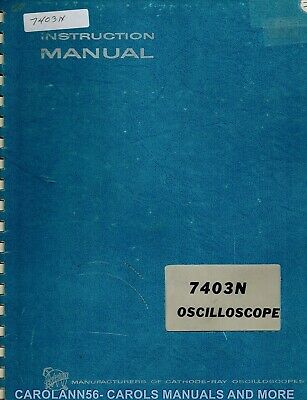 7403N
INSTRUCTION
MANUAL
7403N
OSCILLOSCOPE
MANUFACTURERS OF CATHODE-RAY OSCILLOSCOPES
CAROLANN56- CAROLS MANUALS AND MORE